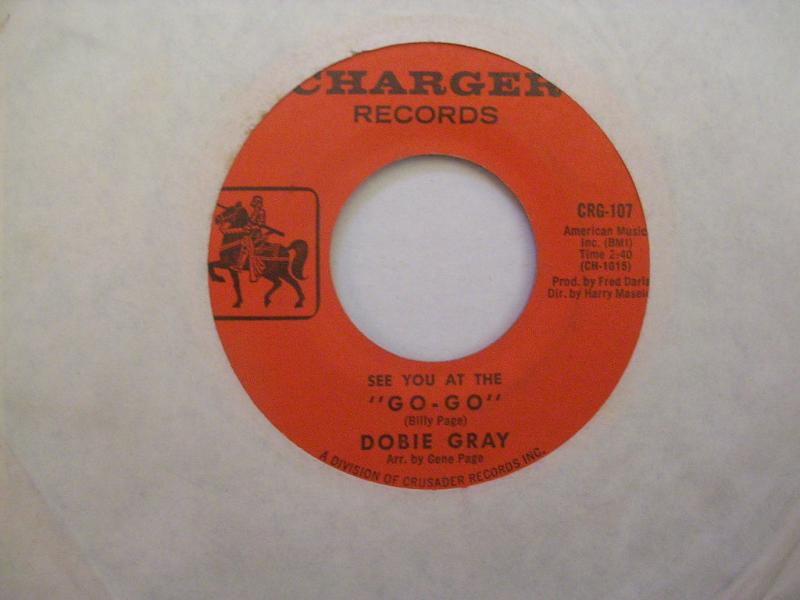 CHARGER
RECORDS
CRG-107
American Music
Inc. (BMI)
Time 2:40
(CH-1015)
Prod. by Fred Daris
Dir. by Harry Masel
SEE YOU AT THE
"GO-GO"
(Billy Page)
DOBIE GRAY
Arr. by Gene Page
A DIVISION OF CRUSADER RECORDS INC.